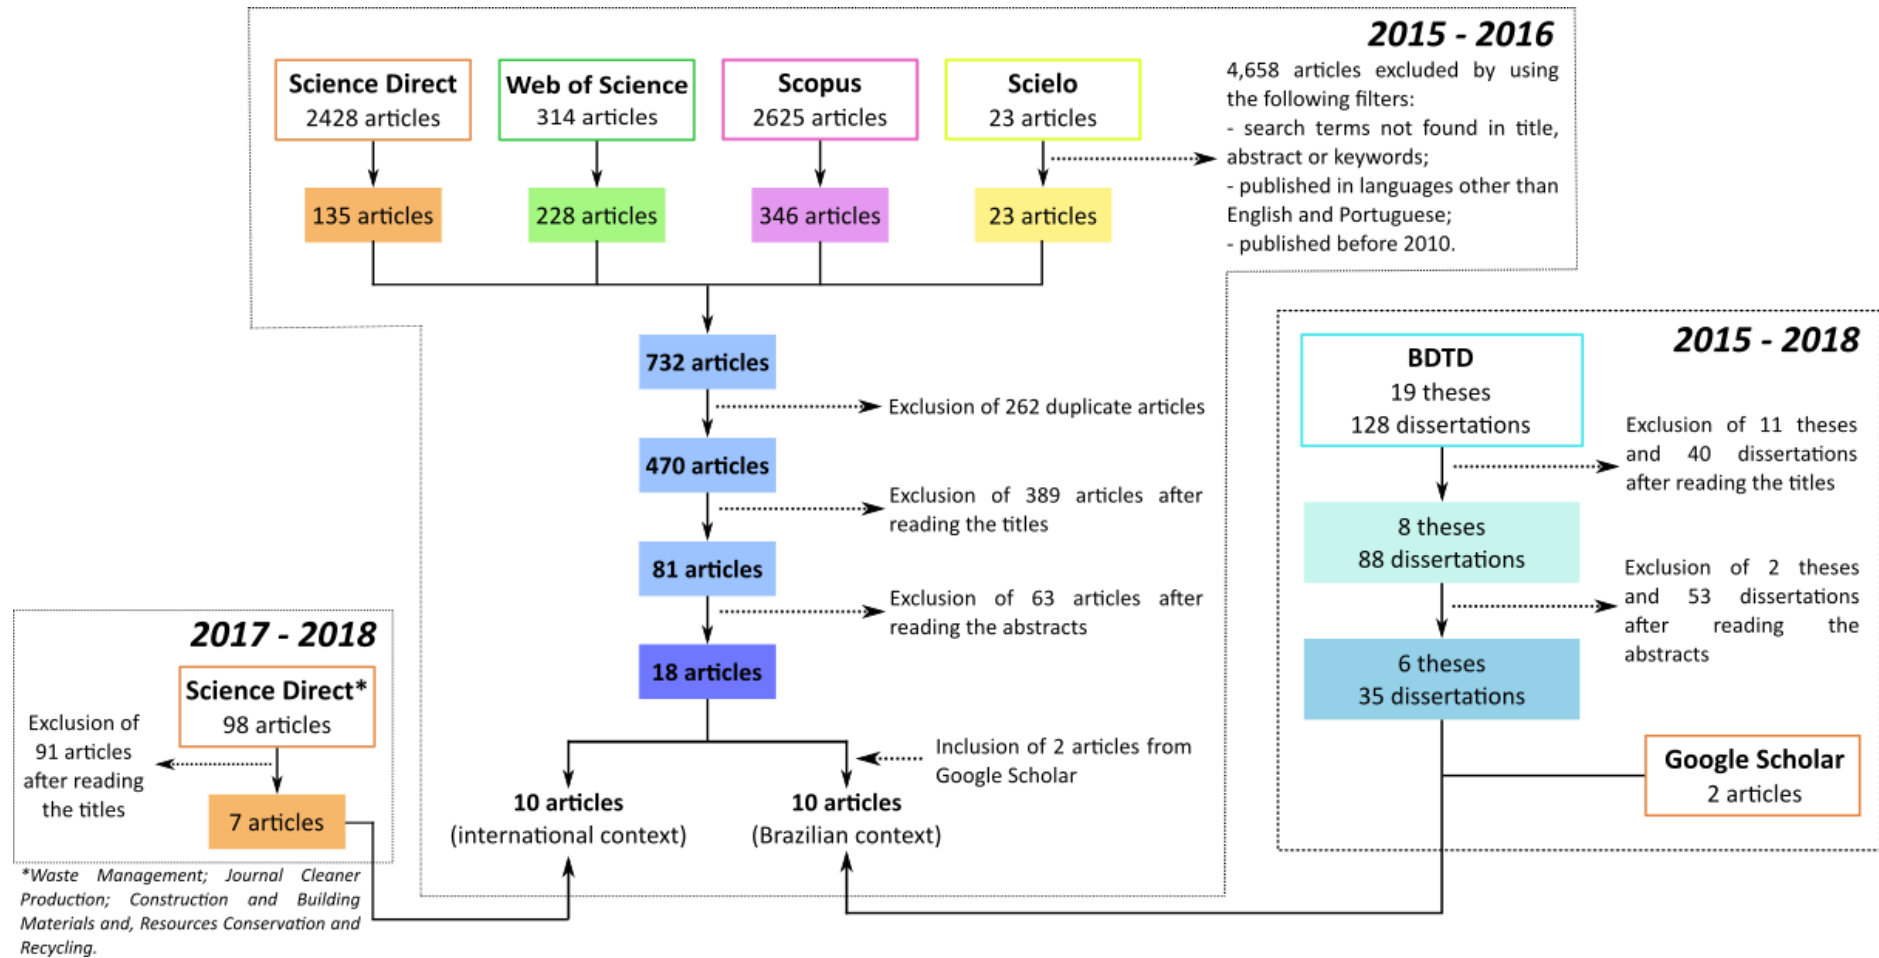 2015 - 2016
Science Direct
2428 articles
Web of Science
314 articles
Scopus
2625 articles
Scielo
23 articles
4,658 articles excluded by using
the following filters:
- search terms not found in title,
abstract or keywords;
- published in languages other than
English and Portuguese;
- published before 2010.
135 articles
228 articles
346 articles
23 articles
732 articles
Exclusion of 262 duplicate articles
470 articles
Exclusion of 389 articles after
reading the titles
81 articles
Exclusion of 63 articles after
reading the abstracts
18 articles
Inclusion of 2 articles from
Google Scholar
10 articles
(international context)
10 articles
(Brazilian context)
2017 - 2018
Science Direct*
98 articles
Exclusion of
91 articles
after reading
the titles
7 articles
*Waste Management; Journal Cleaner
Production; Construction and Building
Materials and, Resources Conservation and
Recycling.
2015 - 2018
BDTD
19 theses
128 dissertations
Exclusion of 11 theses
and 40 dissertations
after reading the titles
8 theses
88 dissertations
Exclusion of 2 theses
and 53 dissertations
after reading the
abstracts
6 theses
35 dissertations
Google Scholar
2 articles